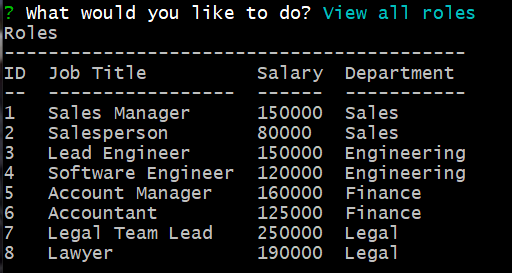 ? What would you like to do? View all roles
Roles
------------------------------------------
ID  Job Title          Salary  Department
--  -----------------  ------  -----------
1   Sales Manager      150000  Sales
2   Salesperson        80000   Sales
3   Lead Engineer      150000  Engineering
4   Software Engineer  120000  Engineering
5   Account Manager    160000  Finance
6   Accountant         125000  Finance
7   Legal Team Lead    250000  Legal
8   Lawyer             190000  Legal